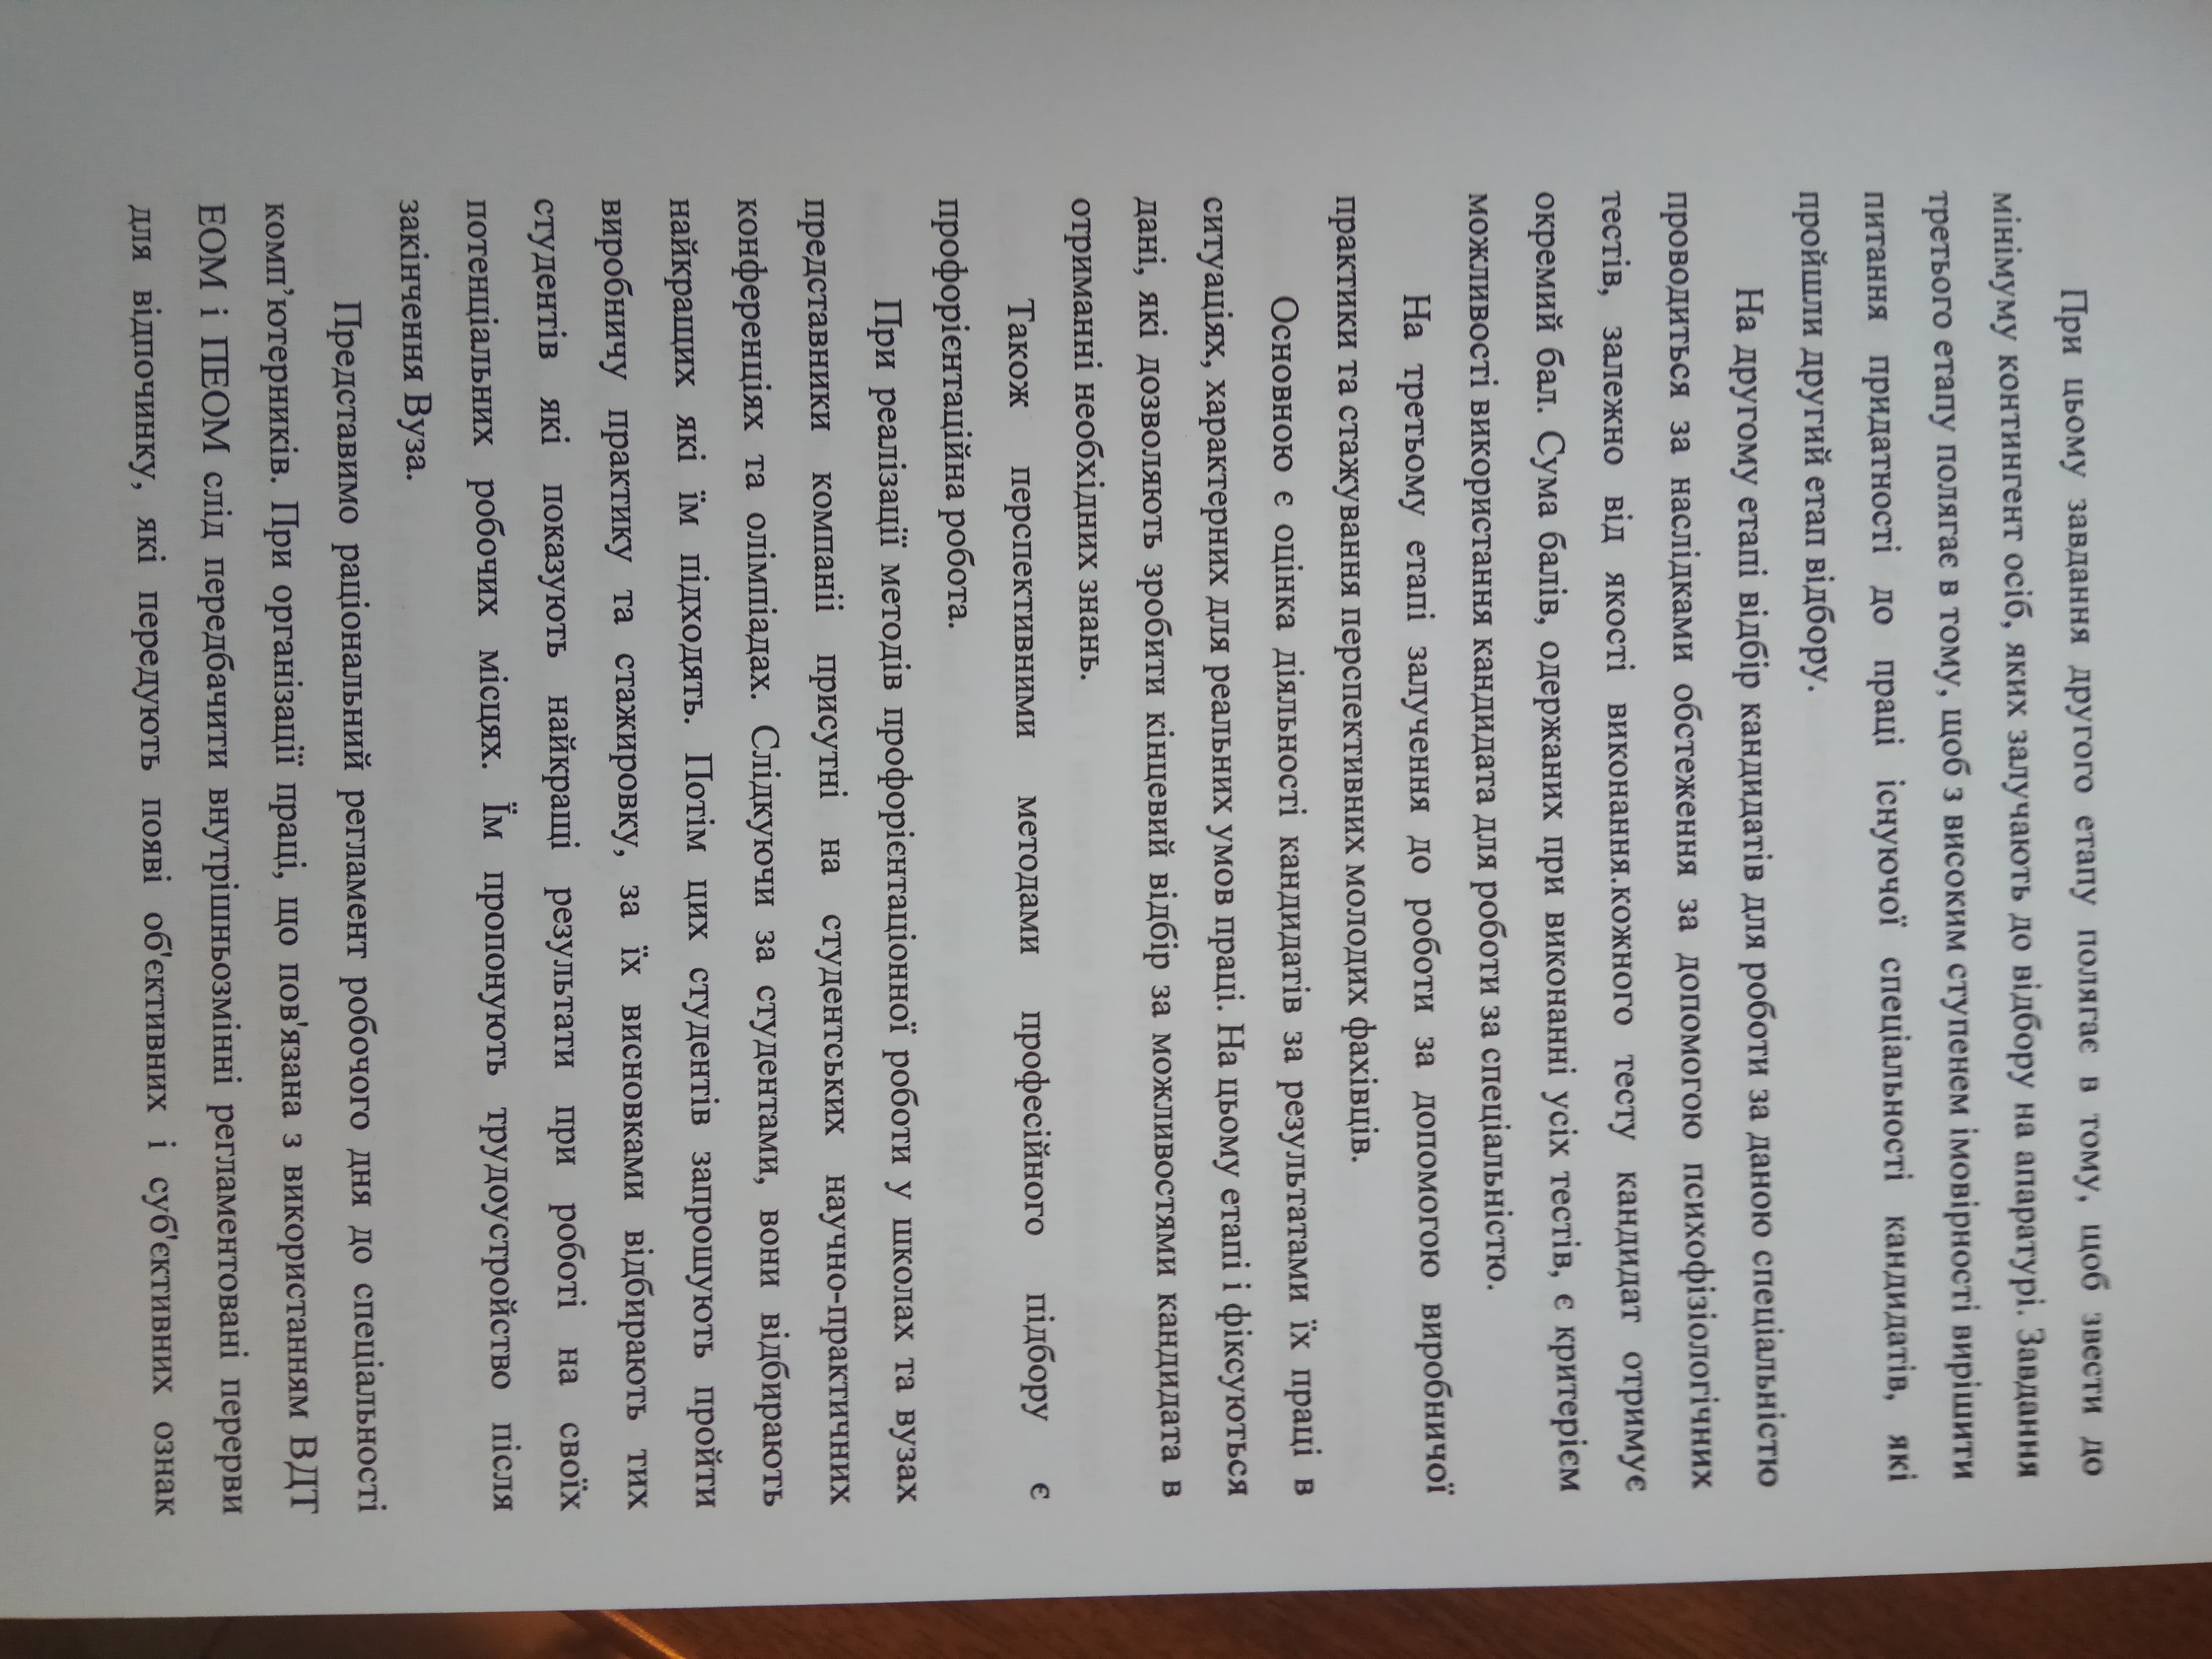 При цьому завдання другого етапу полягає в тому, щоб звести до
мінімуму контингент осіб, яких залучають до відбору на апаратурі. Завдання
третього етапу полягає в тому, щоб з високим ступенем імовірності вирішити
питання придатності до праці існуючої спеціальності кандидатів, які
пройшли другий етап відбору.
На другому етапі відбір кандидатів для роботи за даною спеціальністю
проводиться за наслідками обстеження за допомогою психофізіологічних
тестів, залежно від якості виконання.кожного тесту кандидат отримує
окремий бал. Сума балів, одержаних при виконанні усіх тестів, є критерієм
можливості використання кандидата для роботи за спеціальністю.
На третьому етапі залучення до роботи за допомогою виробничої
практики та стажування перспективних молодих фахівців.
Основною є оцінка діяльності кандидатів за результатами їх праці в
ситуаціях, характерних для реальних умов праці. На цьому етапі і фіксуються
дані, які дозволяють зробити кінцевий відбір за можливостями кандидата в
отриманні необхідних знань.
Також перспективними методами професійного підбору є
профорієнтаційна робота.
При реалізації методів профорієнтаціонної роботи у школах та вузах
представники компаніі присутні на студентських научно-практичних
конференціях та олімпіадах. Слідкуючи за студентами, вони відбирають
найкращих які їм підходять. Потім цих студентів запрошують пройти
виробничу практику та стажировку, за їх висновками відбирають тих
студентів які показують найкращі результати при роботі на своїх
потенціальних робочих місцях. Їм пропонують трудоустройство після
закінчення Вуза.
Представимо раціональний регламент робочого дня до спеціальності
комп’ютерників. При організації праці, що пов'язана з використанням ВДТ
ЕОМ і ПЕОМ слід передбачити внутрішньозмінні регламентовані перерви
для відпочинку, які передують появі об'єктивних і суб'єктивних ознак